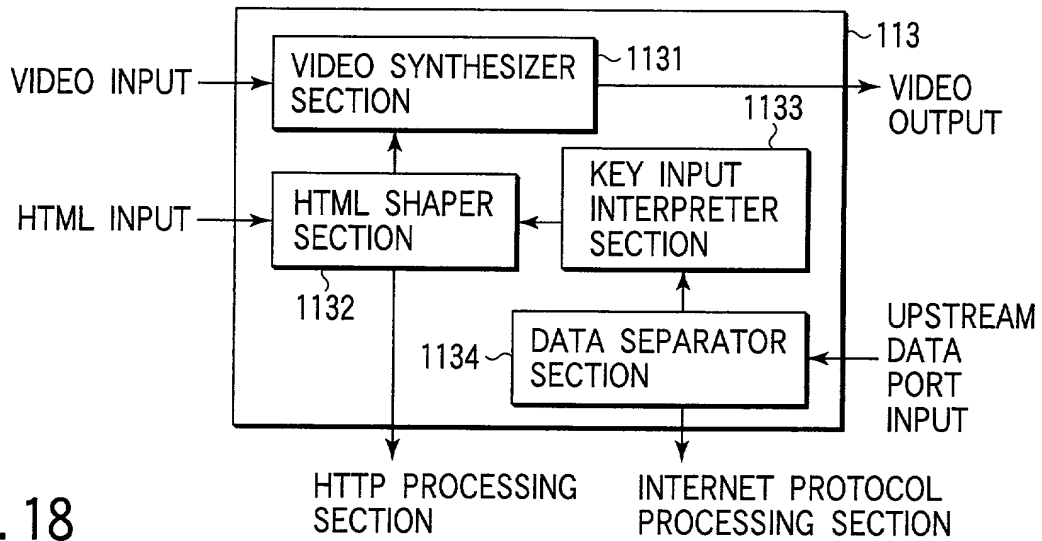 113
VIDEO INPUT
VIDEO SYNTHESIZER
SECTION
1131
VIDEO
OUTPUT
1133
HTML INPUT
HTML SHAPER
SECTION
KEY INPUT
INTERPRETER
SECTION
1132
1134
DATA SEPARATOR
SECTION
UPSTREAM
DATA
PORT
INPUT
HTTP PROCESSING
SECTION
INTERNET PROTOCOL
PROCESSING SECTION
. 18